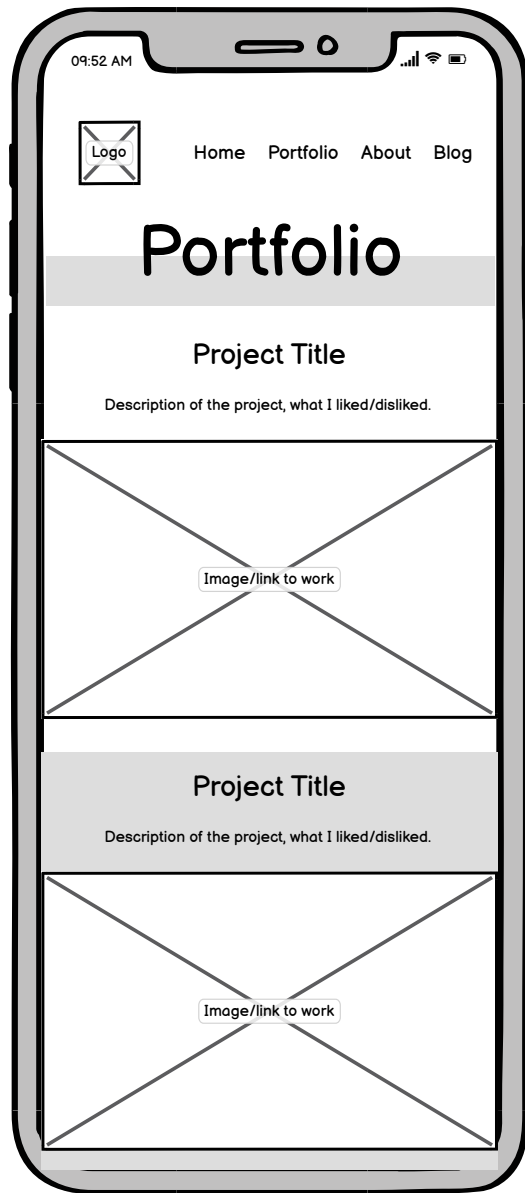 09:52 AM
Logo
Home Portfolio About Blog
Portfolio
Project Title
Description of the project, what I liked/disliked.
Image/link to work
Project Title
Description of the project, what I liked/disliked.
Image/link to work